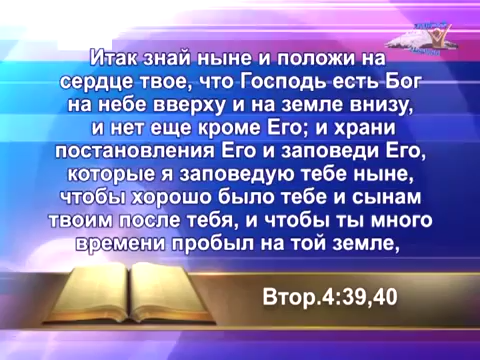 Итак знай ныне и положи на
сердце твое, что Господь есть Бог
на небе вверху и на земле внизу,
и нет еще кроме Его; и храни
постановления Его и заповеди Его,
которые я заповедую тебе ныне,
чтобы хорошо было тебе и сынам
твоим после тебя, и чтобы ты много
времени пробыл на той земле,
Втор.4:39,40